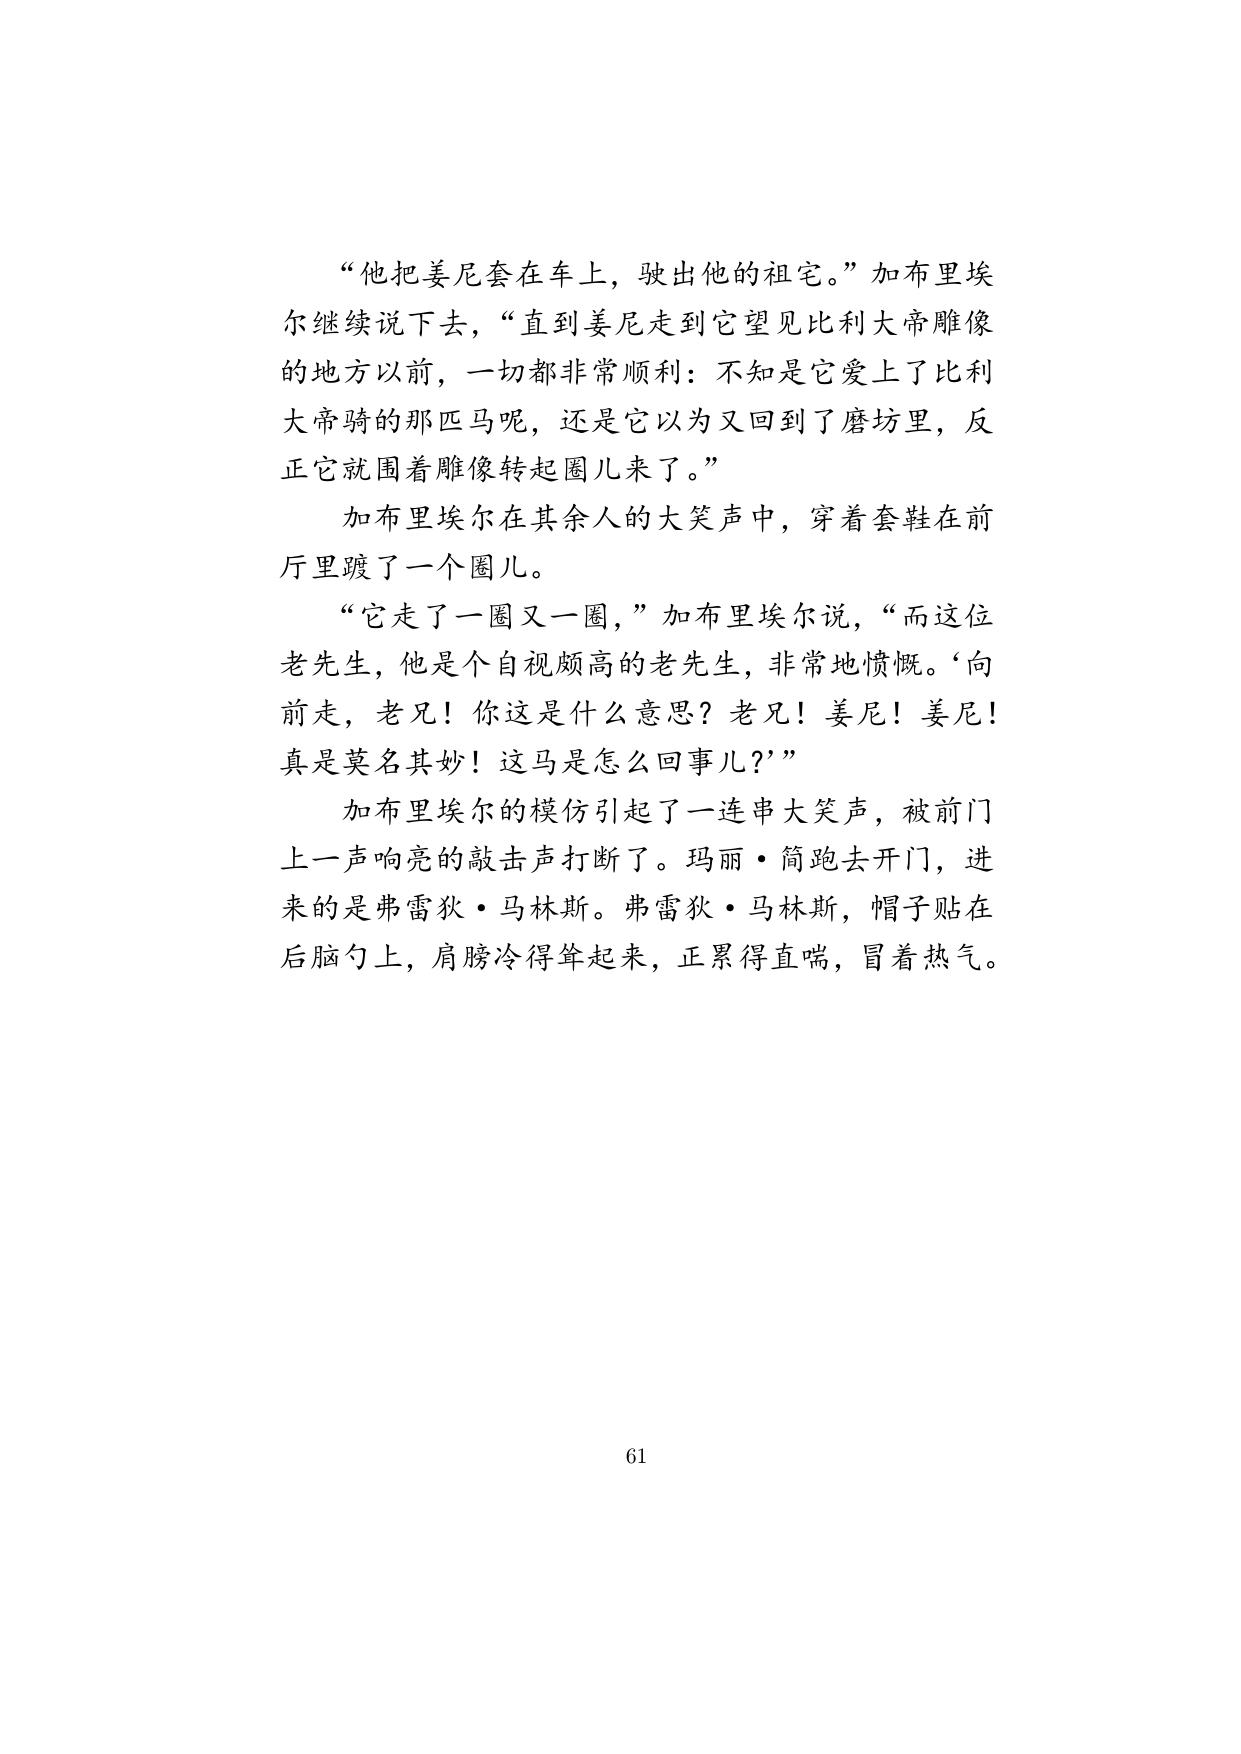 “他把姜尼套在车上，驶出他的祖宅。”加布里埃
尔继续说下去，“直到姜尼走到它望见比利大帝雕像
的地方以前，一切都非常顺利：不知是它爱上了比利
大帝骑的那匹马呢，还是它以为又回到了磨坊里，反
正它就围着雕像转起圈儿来了。”
加布里埃尔在其余人的大笑声中，穿着套鞋在前
厅里踱了一个圈儿。
“它走了一圈又一圈，”加布里埃尔说，“而这位
老先生，他是个自视颇高的老先生，非常地愤慨。‘向
前走，老兄！你这是什么意思？老兄！姜尼！姜尼！
真是莫名其妙！这马是怎么回事儿？’”
加布里埃尔的模仿引起了一连串大笑声，被前门
上一声响亮的敲击声打断了。玛丽·简跑去开门，进
来的是弗雷狄·马林斯。弗雷狄·马林斯，帽子贴在
后脑勺上，肩膀冷得耸起来，正累得直喘，冒着热气。
61